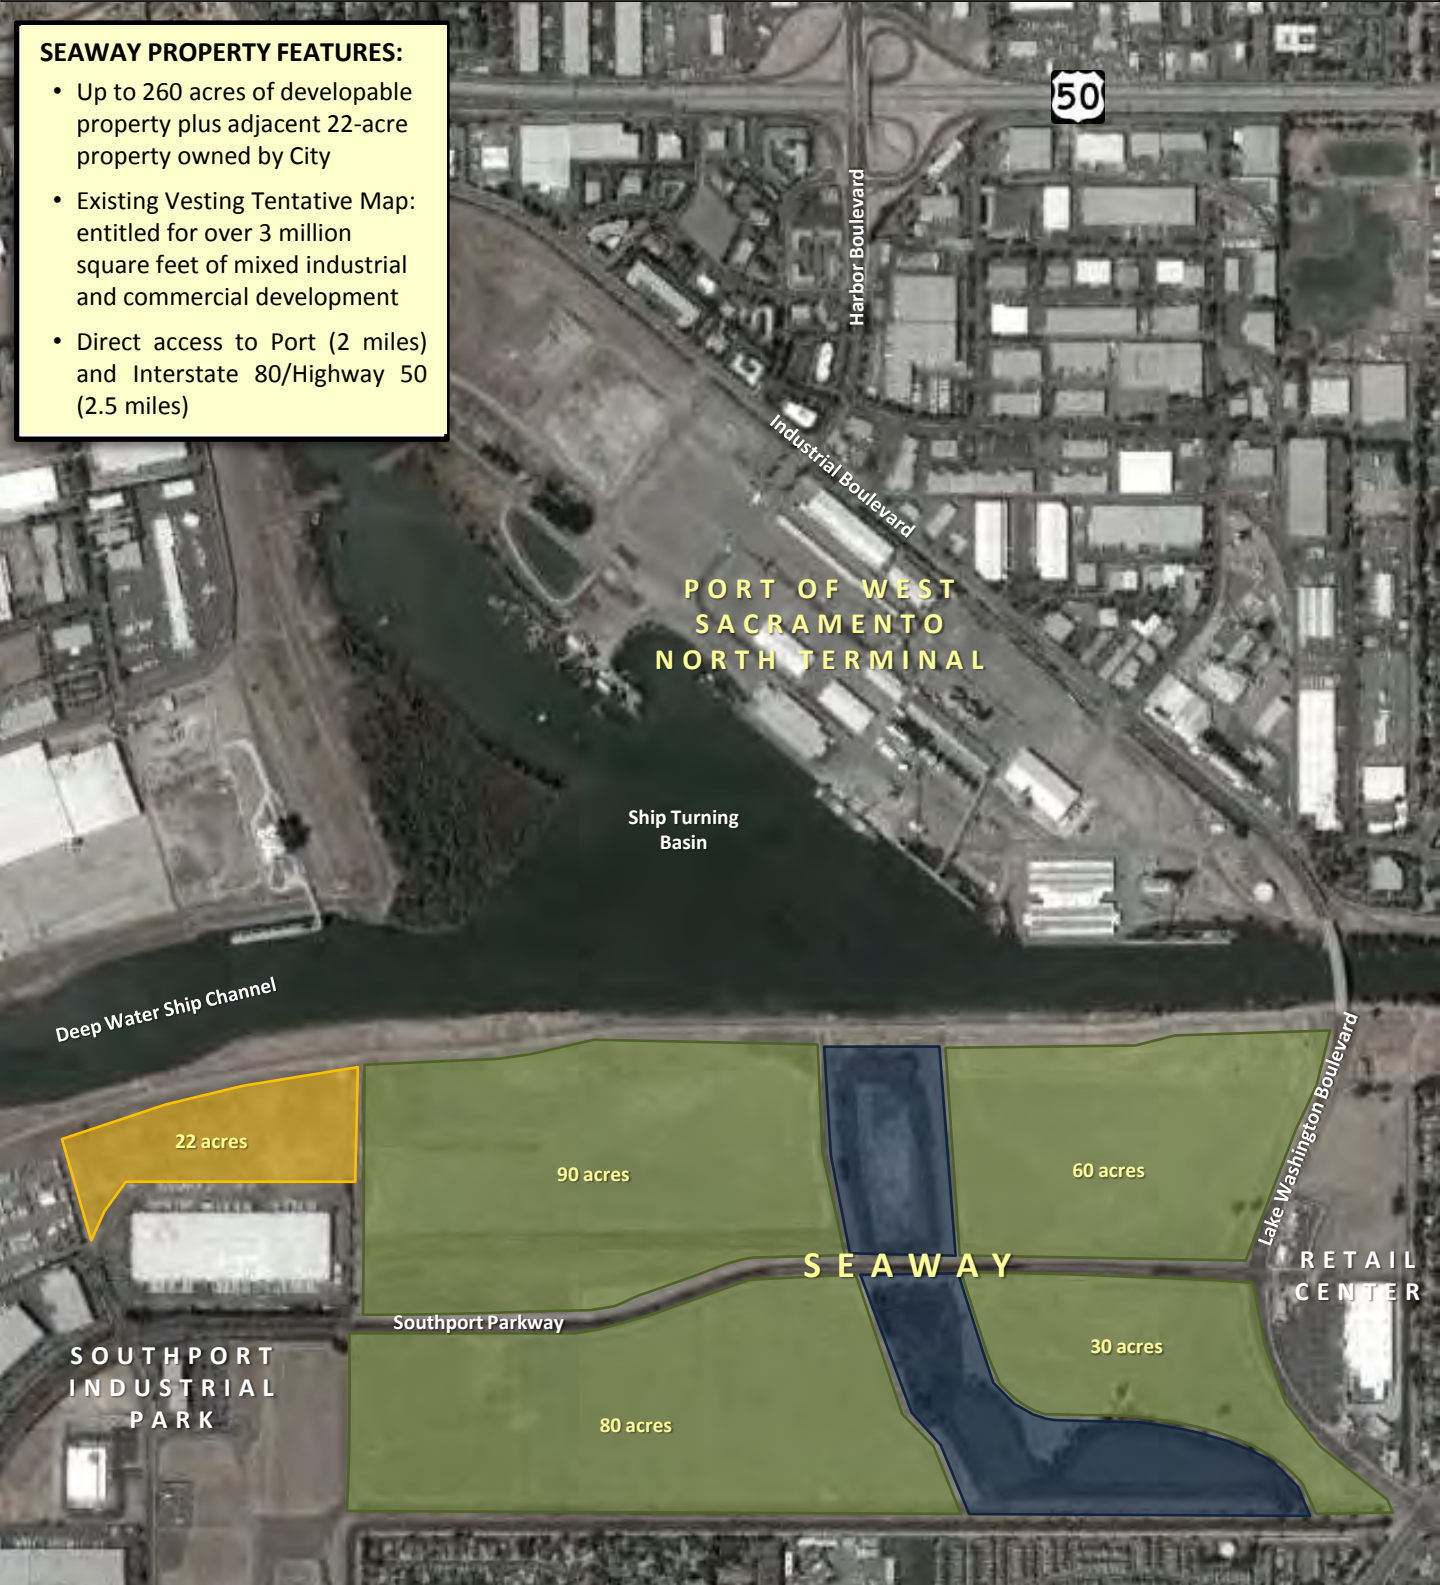 SEAWAY PROPERTY FEATURES:
• Up to 260 acres of developable
property plus adjacent 22-acre
property owned by City
• Existing Vesting Tentative Map:
entitled for over 3 million
square feet of mixed industrial
and commercial development
• Direct access to Port (2 miles)
and Interstate 80/Highway 50
(2.5 miles)
50
Harbor Boulevard
Industrial Boulevard
PORT OF WEST
SACRAMENTO
NORTH TERMINAL
Ship Turning
Basin
Deep Water Ship Channel
Lake Washington Boulevard
22 acres
90 acres
60 acres
SEAWAY
RETAIL
CENTER
Southport Parkway
SOUTHPORT
INDUSTRIAL
PARK
30 acres
80 acres